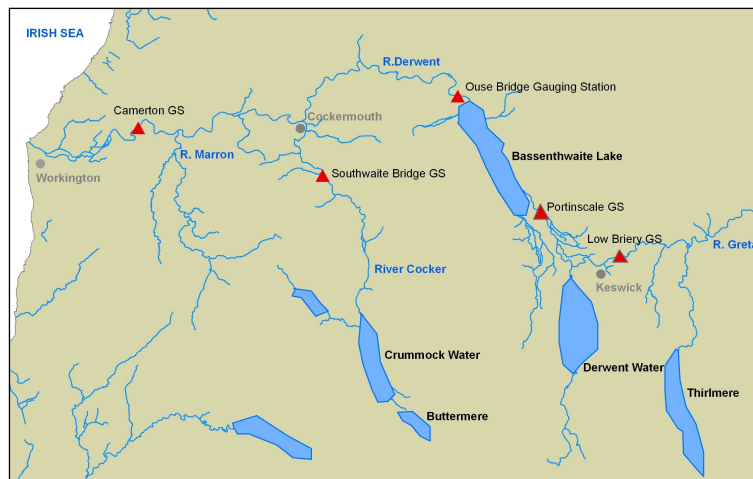 IRISH SEA
R.Derwent
Ouse Bridge Gauging Station
Camerton GS
Cockermouth
R. Marron
Bassenthwaite Lake
Workington
Southwaite Bridge GS
Portinscale GS
Low Briery GS
R. Greta
River Cocker
Keswick
Crummock Water
Derwent Water
Thirlmere
Buttermere